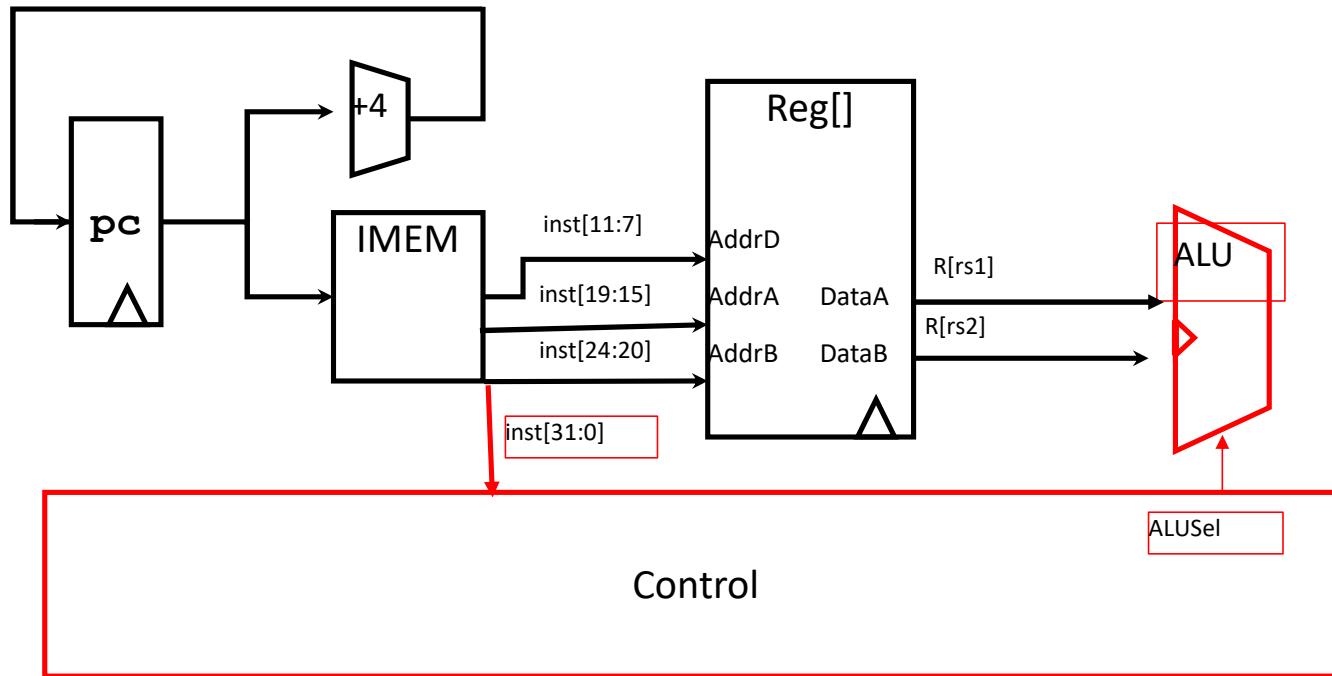 +4
Reg[]
pc
IMEM
inst[11:7]
AddrD
ALU
R[rs1]
inst[19:15]
AddrA
DataA
R[rs2]
inst[24:20]
AddrB
DataB
inst[31:0]
ALUSel
Control